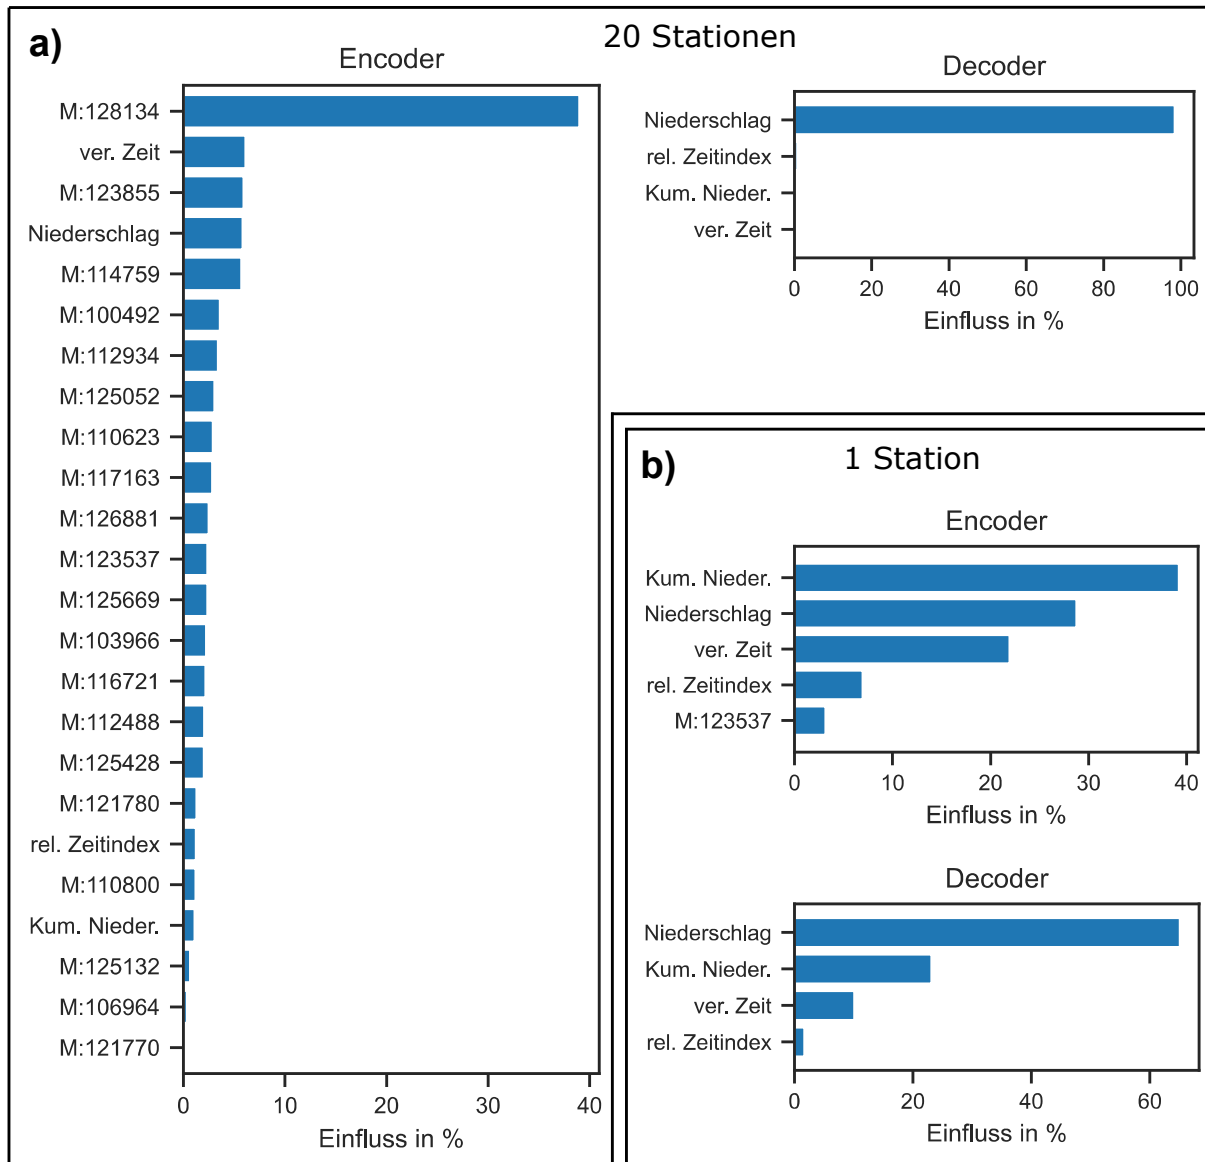 a)
20 Stationen
Encoder
M:128134
ver. Zeit
M:123855
Niederschlag
M:114759
M:100492
M:112934
M:125052
M:110623
M:117163
M:126881
M:123537
M:125669
M:103966
M:116721
M:112488
M:125428
M:121780
rel. Zeitindex
M:110800
Kum. Nieder.
M:125132
M:106964
M:121770
0 10 20 30 40
Einfluss in %
Decoder
Niederschlag
rel. Zeitindex
Kum. Nieder.
ver. Zeit
0 20 40 60 80 100
Einfluss in %
b)
1 Station
Encoder
Kum. Nieder.
Niederschlag
ver. Zeit
rel. Zeitindex
M:123537
0 10 20 30 40
Einfluss in %
Decoder
Niederschlag
Kum. Nieder.
ver. Zeit
rel. Zeitindex
0 20 40 60
Einfluss in %